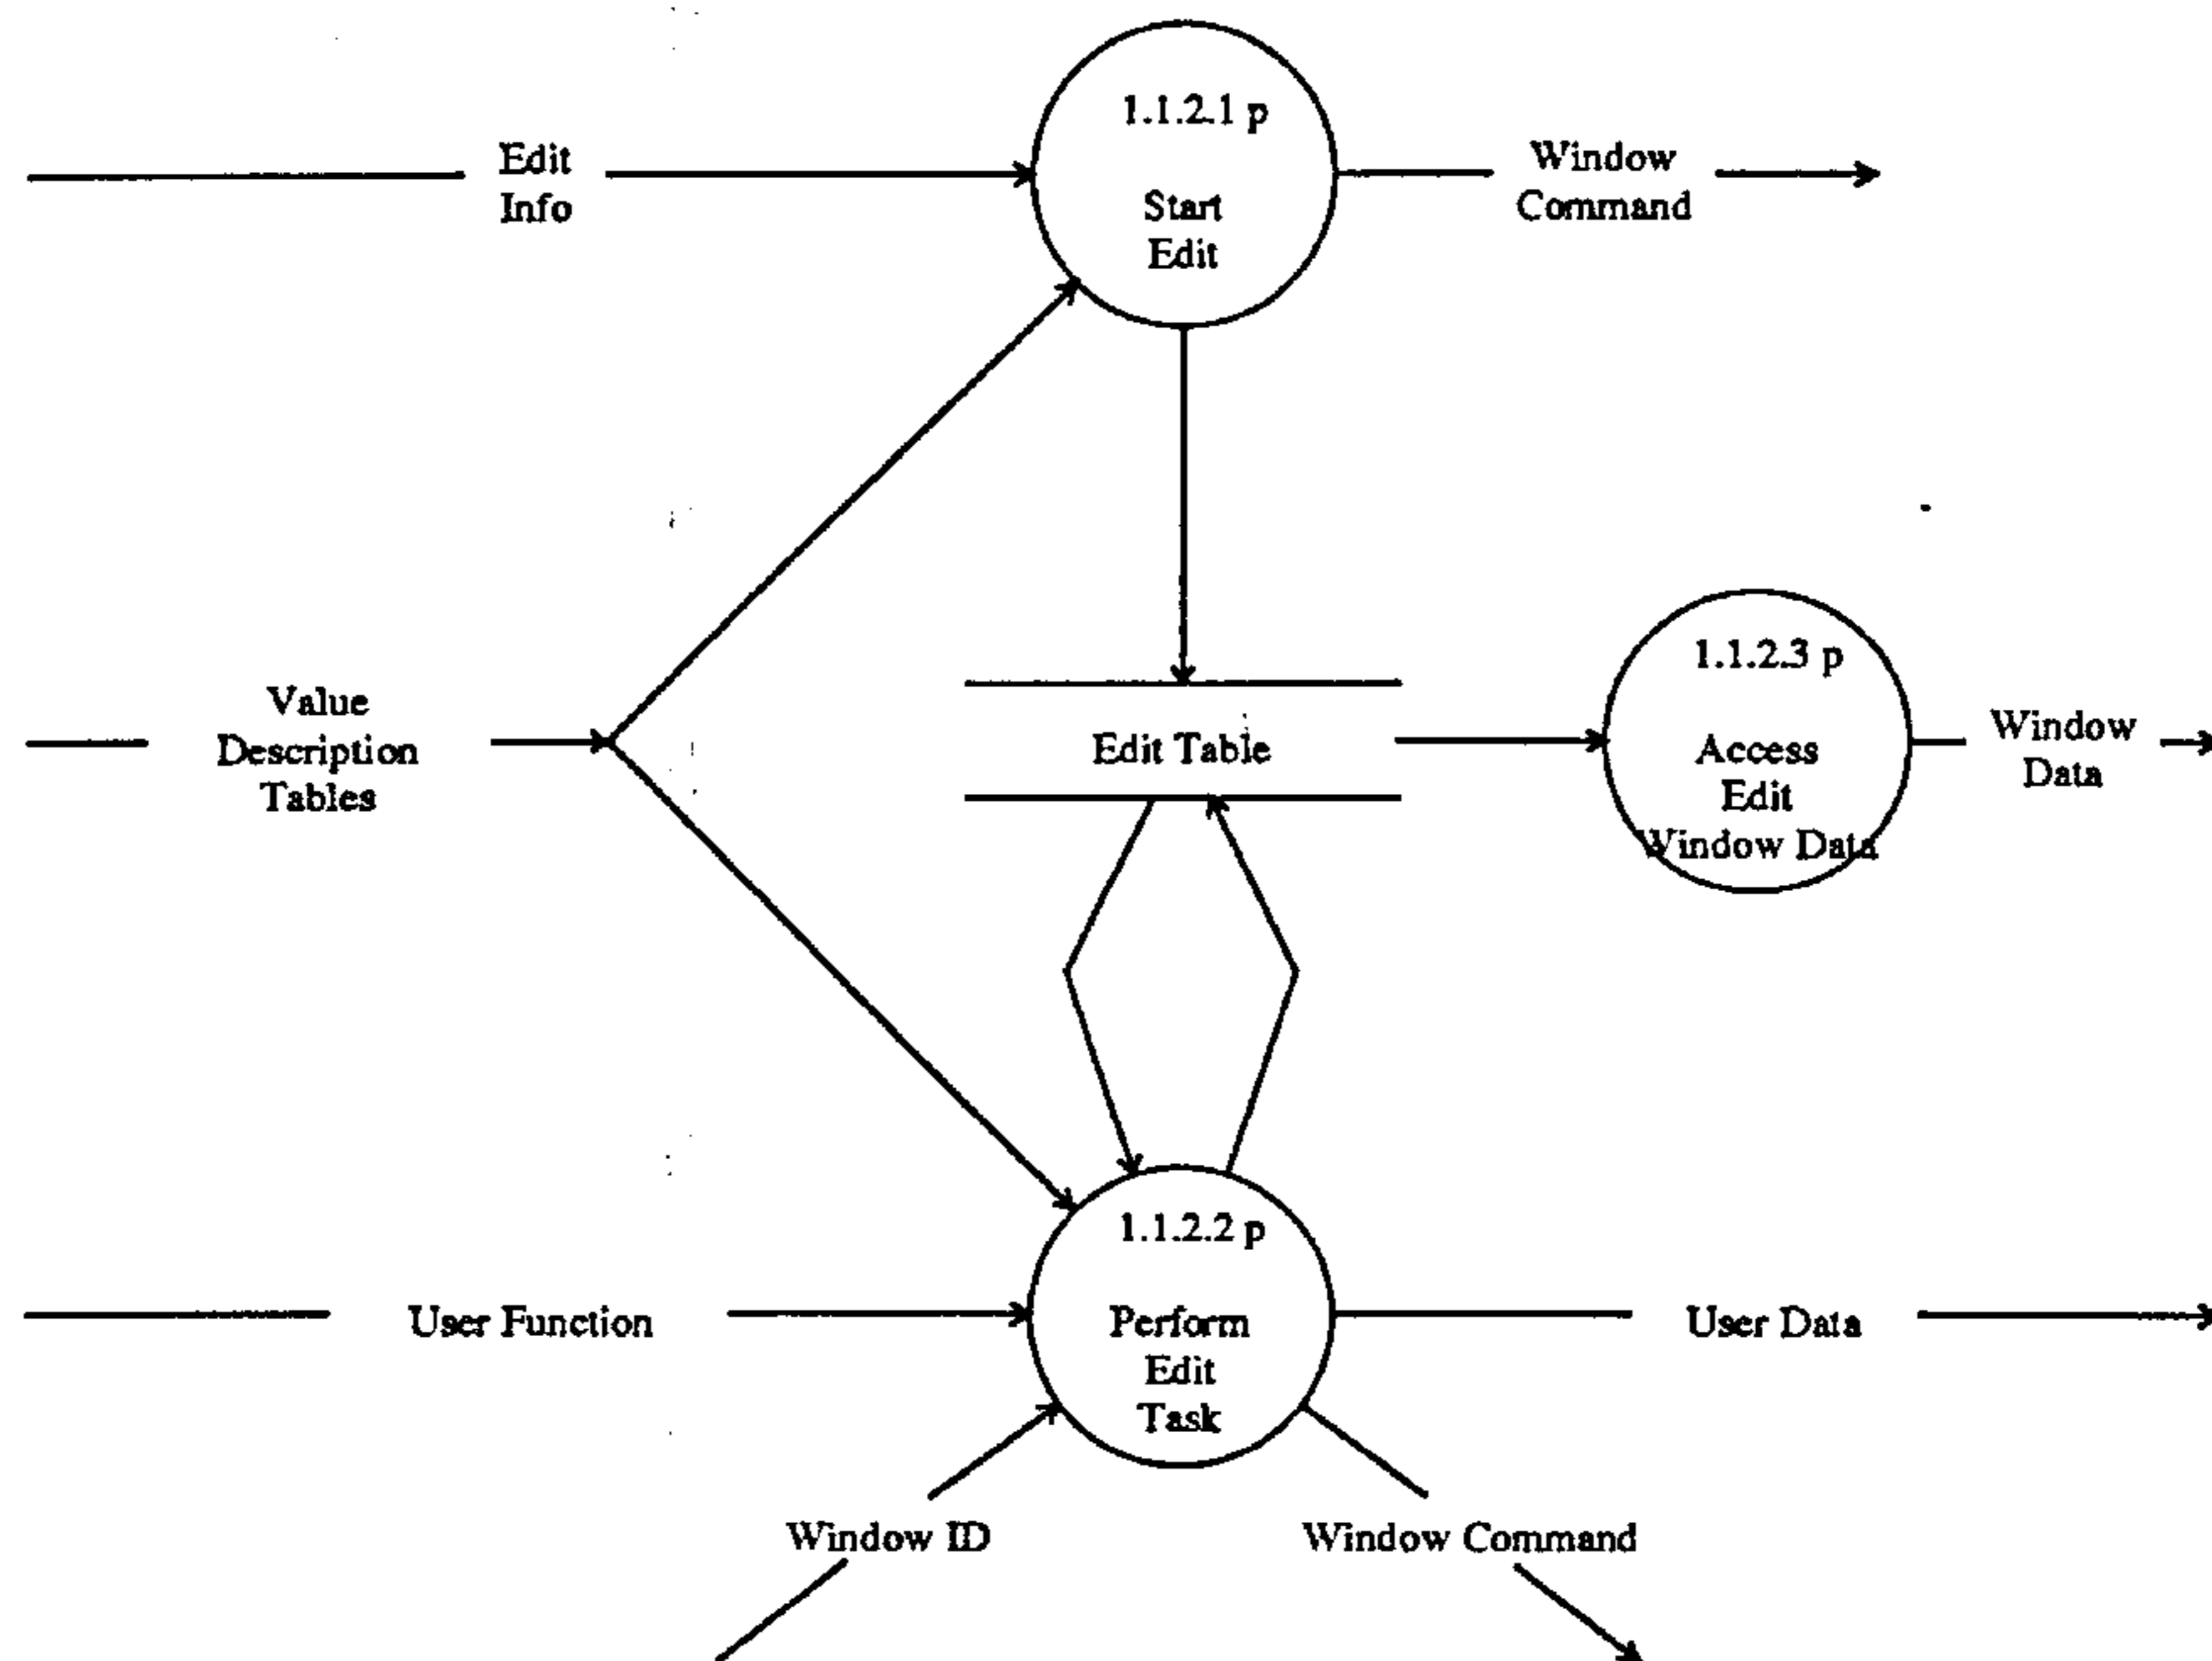 1.1.2.1 p
Edit
Info
Start
Edit
Window
Command
Value
Description
Tables
Edit Table
1.1.2.3 p
Access
Edit
Window Data
Window
Data
1.1.2.2 p
User Function
Perform
Edit
Task
User Data
Window ID
Window Command